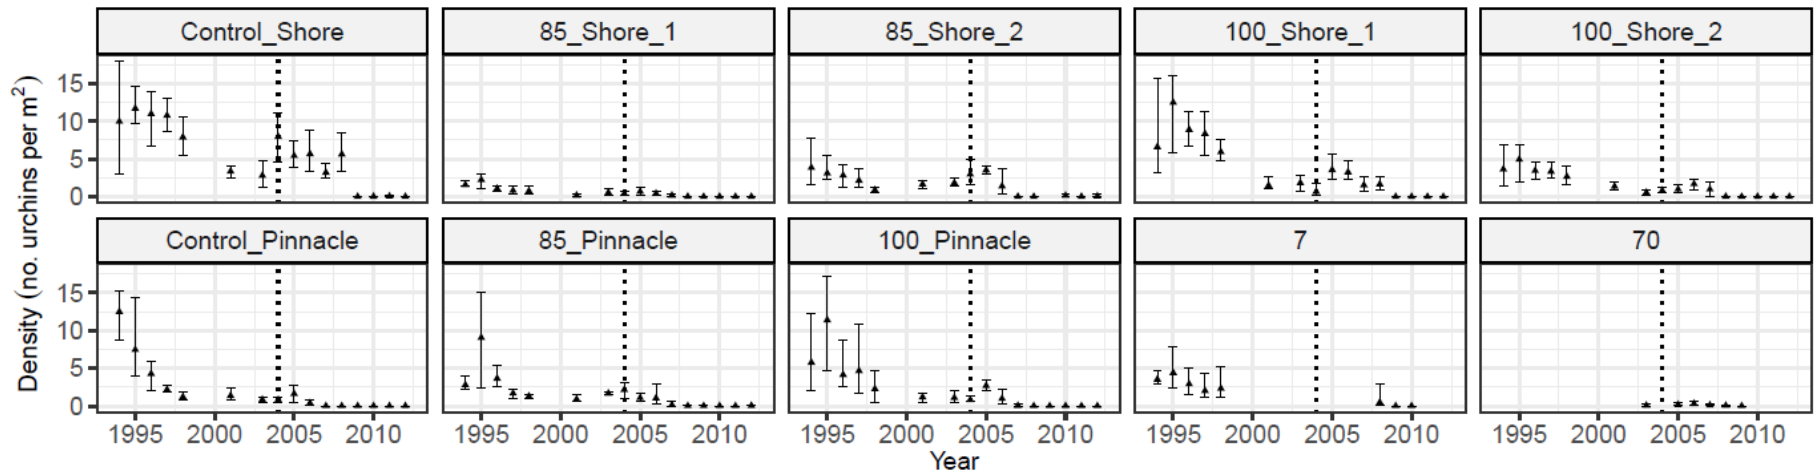 Control_Shore 85_Shore_1 85_Shore_2 100_Shore_1 100_Shore_2
15
10
5
0
Control_Pinnacle 85_Pinnacle 100_Pinnacle 7 70
15
10
5
0
1995 2000 2005 2010 1995 2000 2005 2010 1995 2000 2005 2010 1995 2000 2005 2010 1995 2000 2005 2010
Year
Density (no. urchins per m²)